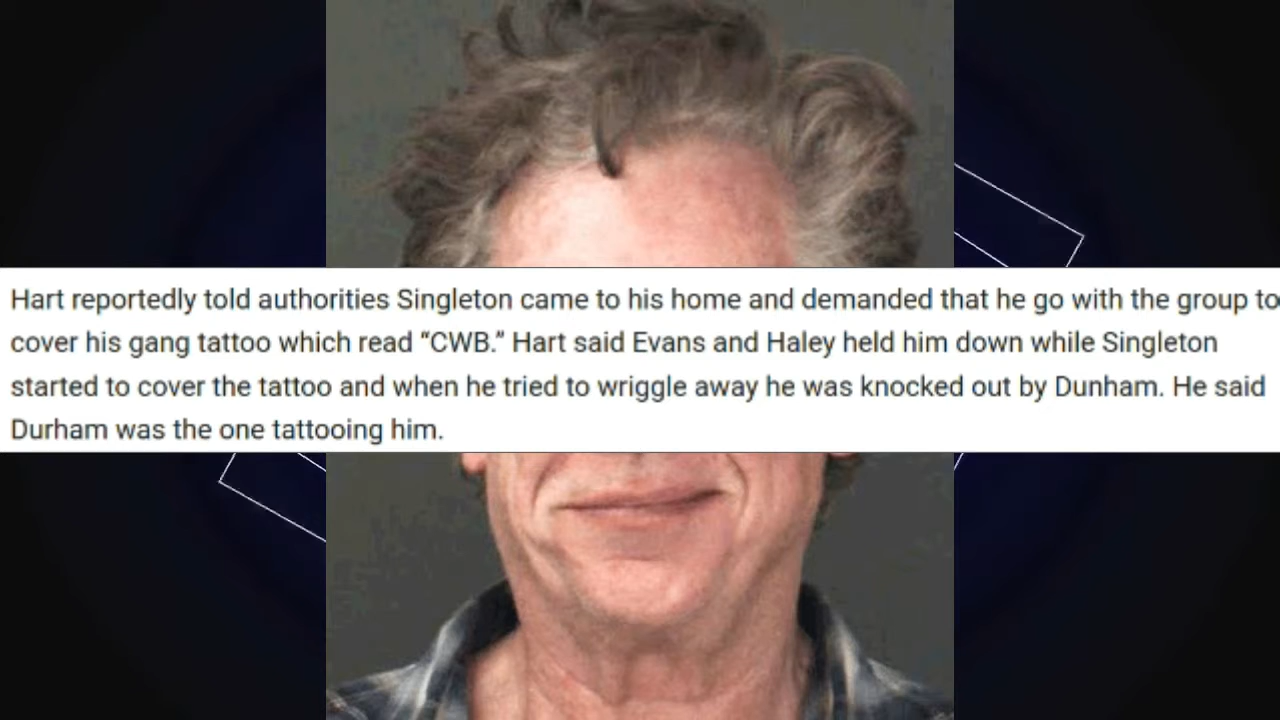 Hart reportedly told authorities Singleton came to his home and demanded that he go with the group to
cover his gang tattoo which read “CWB.” Hart said Evans and Haley held him down while Singleton
started to cover the tattoo and when he tried to wriggle away he was knocked out by Dunham. He said
Durham was the one tattooing him.